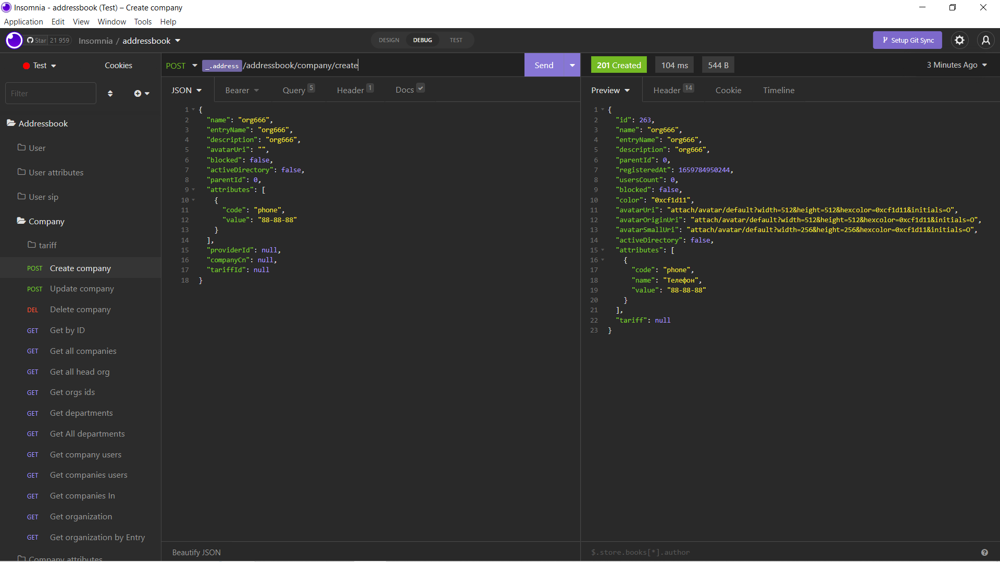 Insomnia - addressbook (Test) – Create company
Application Edit View Window Tools Help
Star 21 959 Insomnia / addressbook DESIGN DEBUG TEST Setup Git Sync
Test Cookies
Filter
Addressbook
User
User attributes
User sip
Company
tariff
POST Create company
POST Update company
DEL Delete company
GET Get by ID
GET Get all companies
GET Get all head org
GET Get orgs ids
GET Get departments
GET Get All departments
GET Get company users
GET Get companies users
GET Get companies In
GET Get organization
GET Get organization by Entry
Company attributes
POST _.address /addressbook/company/create Send
JSON Bearer Query 5 Header 1 Docs
1 {
2 "name": "org666",
3 "entryName": "org666",
4 "description": "org666",
5 "avatarUri": "",
6 "blocked": false,
7 "activeDirectory": false,
8 "parentId": 0,
9 "attributes": [
10 {
11 "code": "phone",
12 "value": "88-88-88"
13 }
14 ],
15 "providerId": null,
16 "companyCn": null,
17 "tariffId": null
18 }
Beautify JSON
201 Created 104 ms 544 B 3 Minutes Ago
Preview Header 14 Cookie Timeline
1 {
2 "id": 263,
3 "name": "org666",
4 "entryName": "org666",
5 "description": "org666",
6 "parentId": 0,
7 "registeredAt": 1659784950244,
8 "usersCount": 0,
9 "blocked": false,
10 "color": "0xcf1d11",
11 "avatarUri": "attach/avatar/default?width=512&height=512&hexcolor=0xcf1d11&initials=O",
12 "avatarOriginUri": "attach/avatar/default?width=512&height=512&hexcolor=0xcf1d11&initials=O",
13 "avatarSmallUri": "attach/avatar/default?width=256&height=256&hexcolor=0xcf1d11&initials=O",
14 "activeDirectory": false,
15 "attributes": [
16 {
17 "code": "phone",
18 "name": "Телефон",
19 "value": "88-88-88"
20 }
21 ],
22 "tariff": null
23 }
$.store.books[*].author